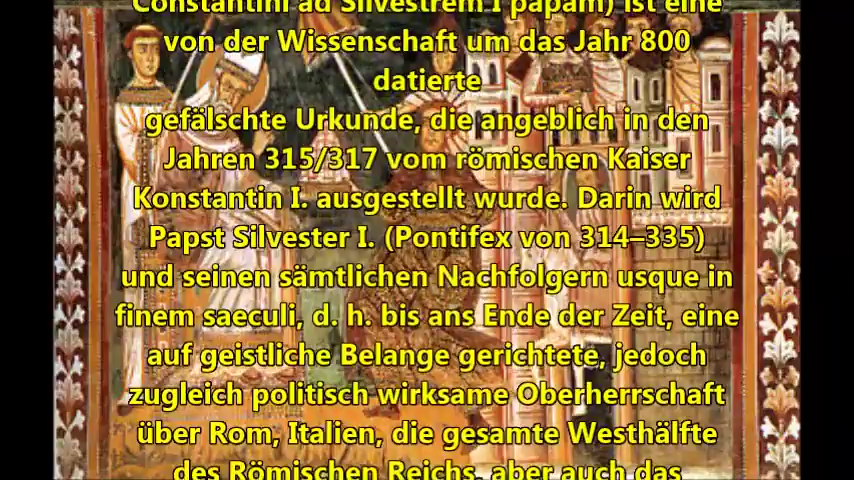 Constantini ad Silvestrem I papam) ist eine
von der Wissenschaft um das Jahr 800
datierte
gefälschte Urkunde, die angeblich in den
Jahren 315/317 vom römischen Kaiser
Konstantin I. ausgestellt wurde. Darin wird
Papst Silvester I. (Pontifex von 314–335)
und seinen sämtlichen Nachfolgern usque in
finem saeculi, d. h. bis ans Ende der Zeit, eine
auf geistliche Belange gerichtete, jedoch
zugleich politisch wirksame Oberherrschaft
über Rom, Italien, die gesamte Westhälfte
des Römischen Reichs, aber auch das